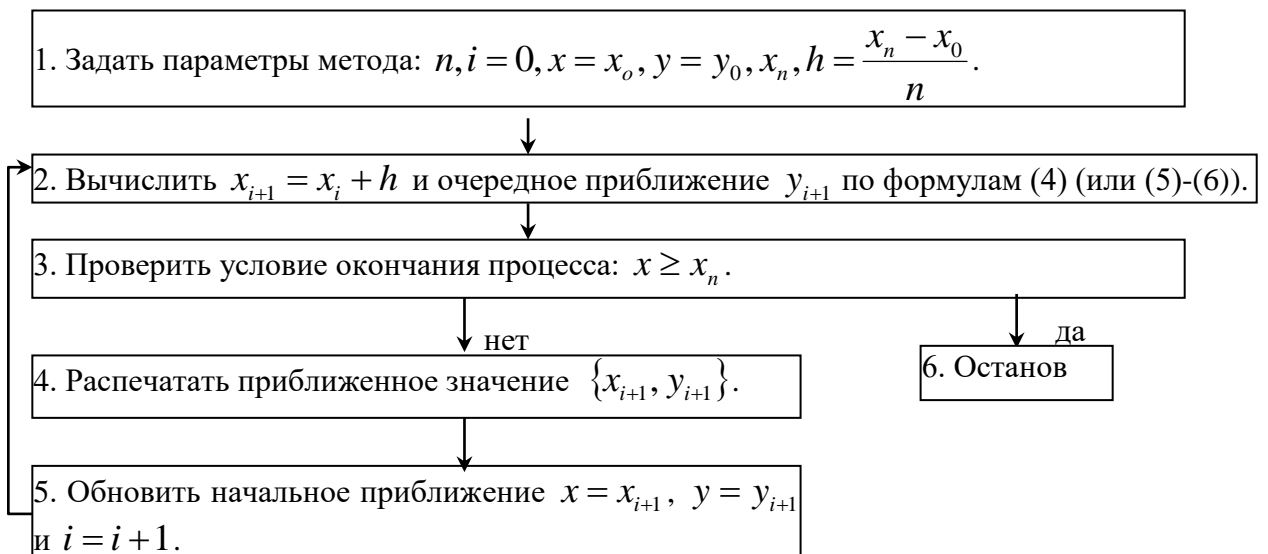 1. Задать параметры метода: n, i = 0, x = x_o, y = y_0, x_n, h = \frac{x_n - x_0}{n}.
2. Вычислить x_{i+1} = x_i + h и очередное приближение y_{i+1} по формулам (4) (или (5)-(6)).
3. Проверить условие окончания процесса: x ≥ x_n.
нет
да
4. Распечатать приближенное значение {x_{i+1}, y_{i+1}}.
6. Останов
5. Обновить начальное приближение x = x_{i+1}, y = y_{i+1}
и i = i + 1.